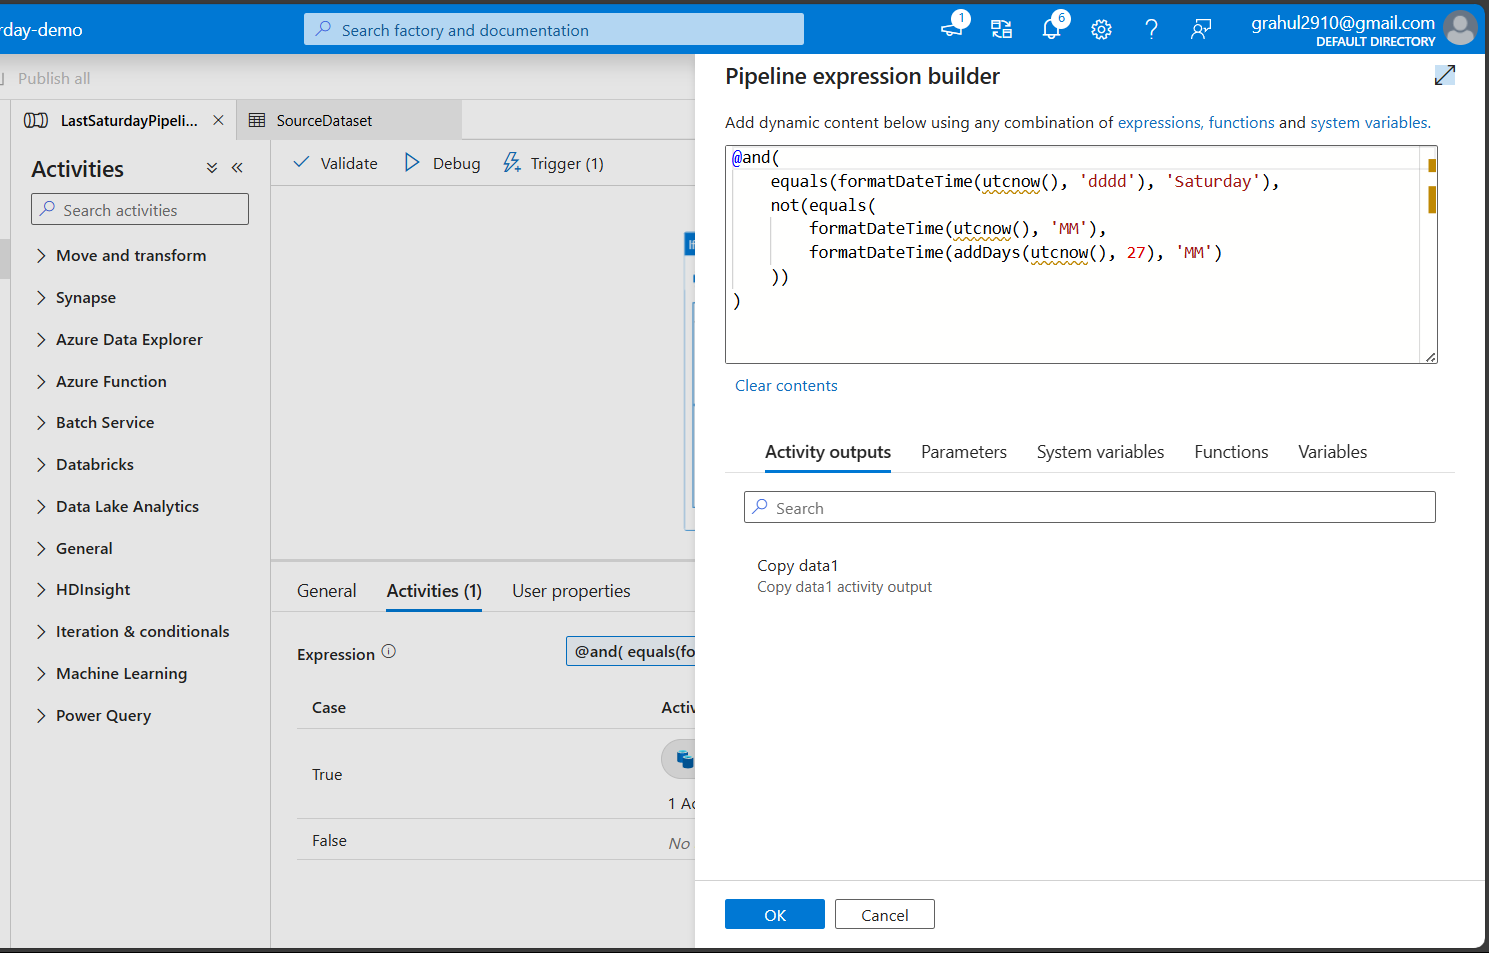 rday-demo
Search factory and documentation
1
6
grahul2910@gmail.com
DEFAULT DIRECTORY
Publish all
LastSaturdayPipeli...
SourceDataset
Activities
Search activities
Move and transform
Synapse
Azure Data Explorer
Azure Function
Batch Service
Databricks
Data Lake Analytics
General
HDInsight
Iteration & conditionals
Machine Learning
Power Query
Validate
Debug
Trigger (1)
General
Activities (1)
User properties
Expression
@and( equals(fo
Case
Activ
True
1 Ac
False
No
Pipeline expression builder
Add dynamic content below using any combination of expressions, functions and system variables.
@and(
equals(formatDateTime(utcnow(), 'dddd'), 'Saturday'),
not(equals(
formatDateTime(utcnow(), 'MM'),
formatDateTime(addDays(utcnow(), 27), 'MM')
))
)
Clear contents
Activity outputs
Parameters
System variables
Functions
Variables
Search
Copy data1
Copy data1 activity output
OK
Cancel